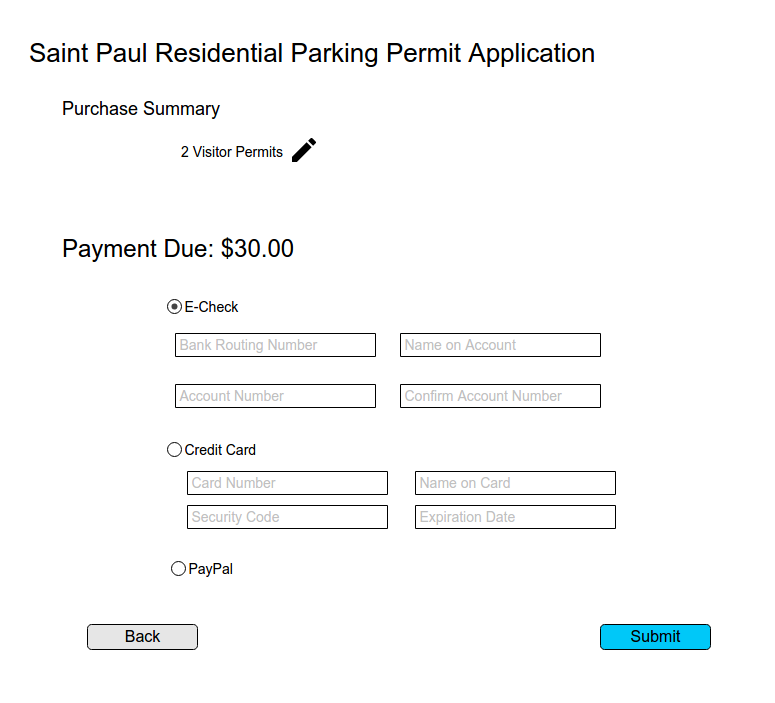 Saint Paul Residential Parking Permit Application
Purchase Summary
2 Visitor Permits
Payment Due: $30.00
E-Check
Bank Routing Number Name on Account
Account Number Confirm Account Number
Credit Card
Card Number Name on Card
Security Code Expiration Date
PayPal
Back Submit